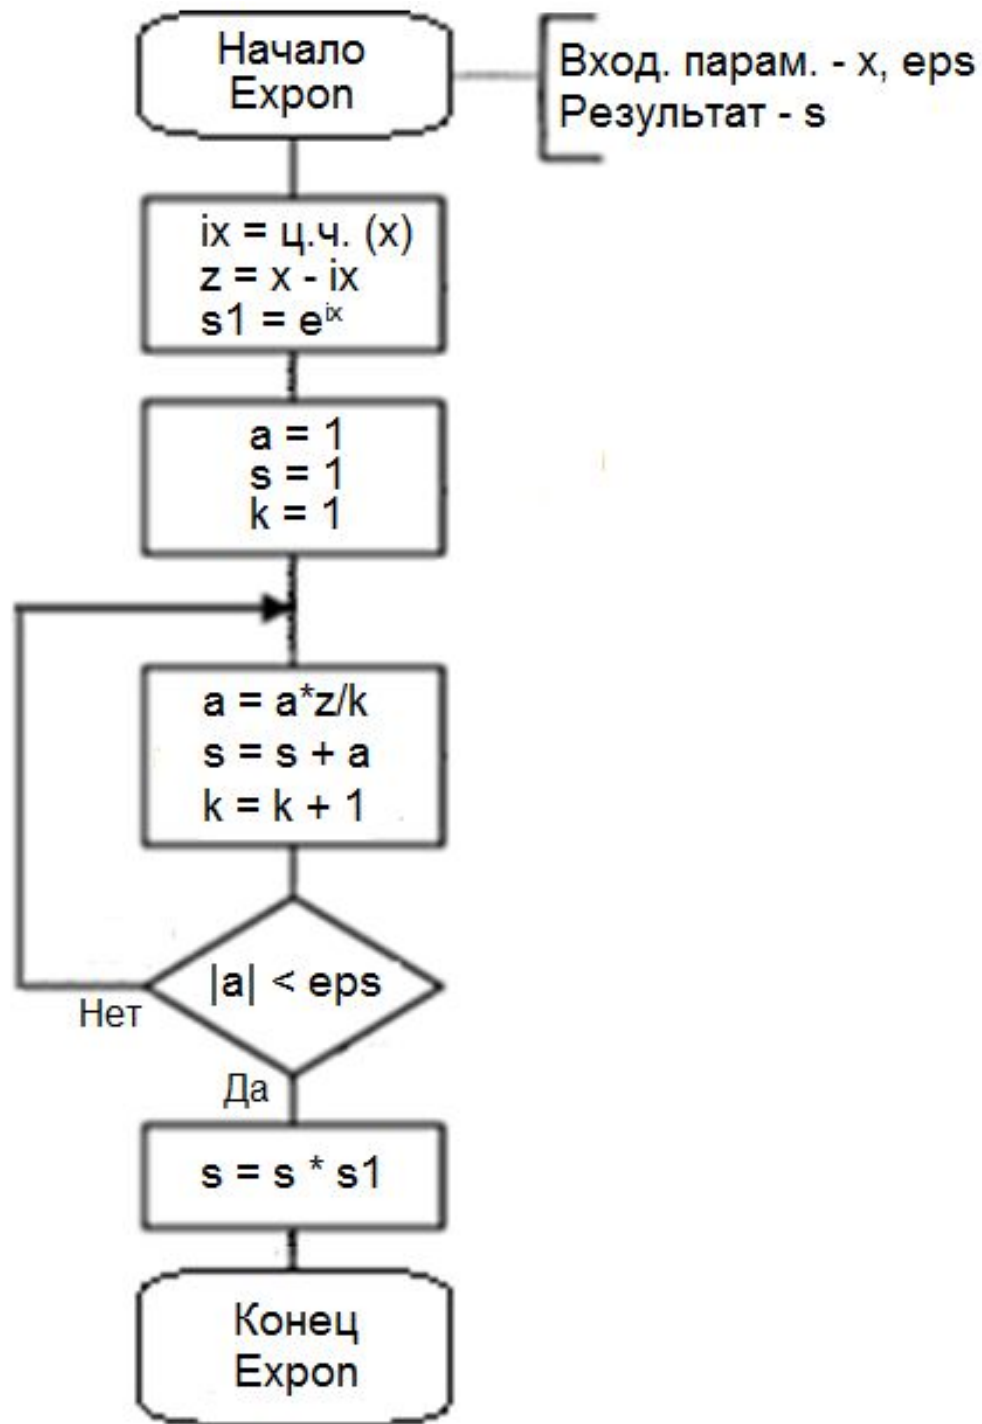 Начало
Expon
Вход. парам. - x, eps
Результат - s
ix = ц.ч. (x)
z = x - ix
s1 = e^ix
a = 1
s = 1
k = 1
a = a*z/k
s = s + a
k = k + 1
|a| < eps
Нет
Да
s = s * s1
Конец
Expon